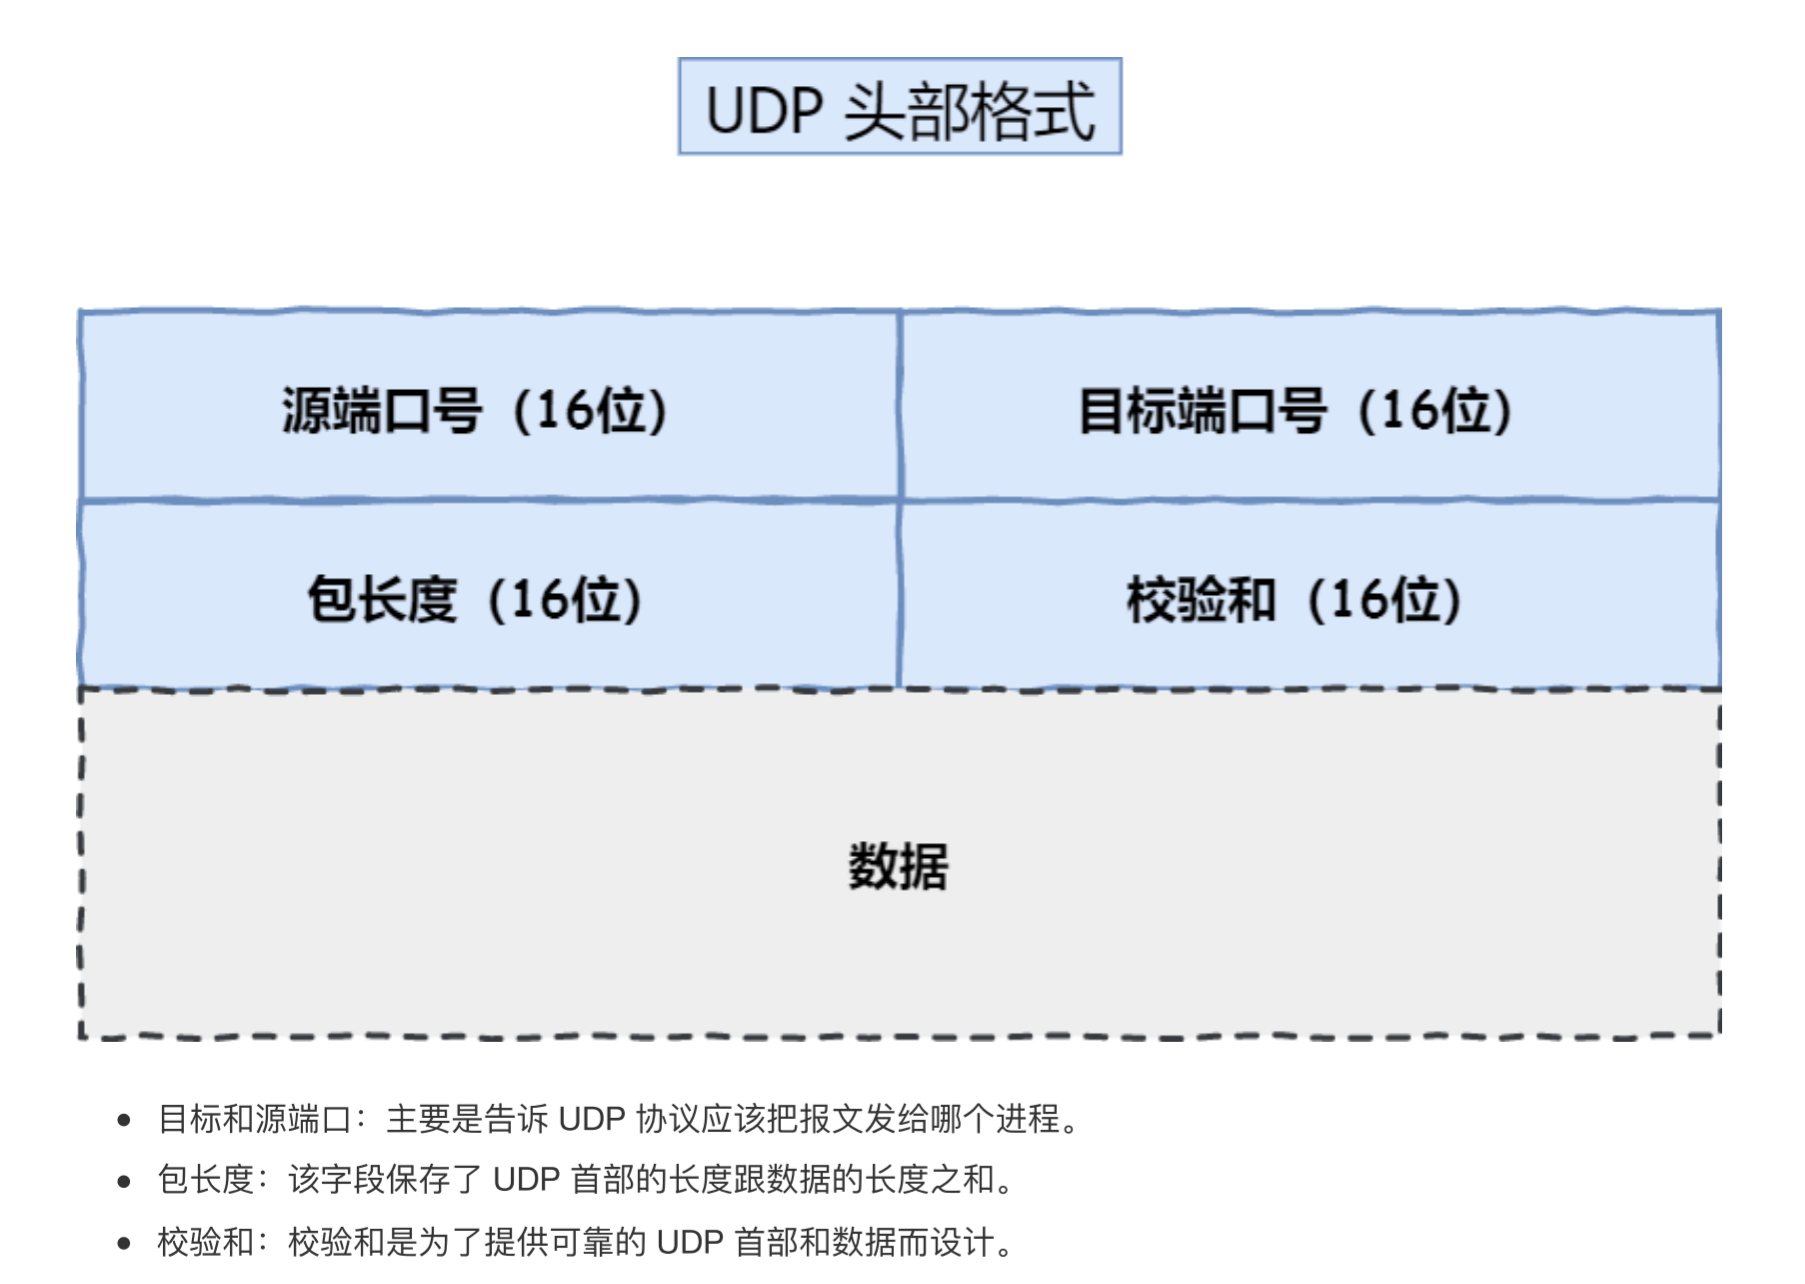 UDP 头部格式
源端口号（16位）
目标端口号（16位）
包长度（16位）
校验和（16位）
数据
• 目标和源端口：主要是告诉 UDP 协议应该把报文发给哪个进程。
• 包长度：该字段保存了 UDP 首部的长度跟数据的长度之和。
• 校验和：校验和是为了提供可靠的 UDP 首部和数据而设计。